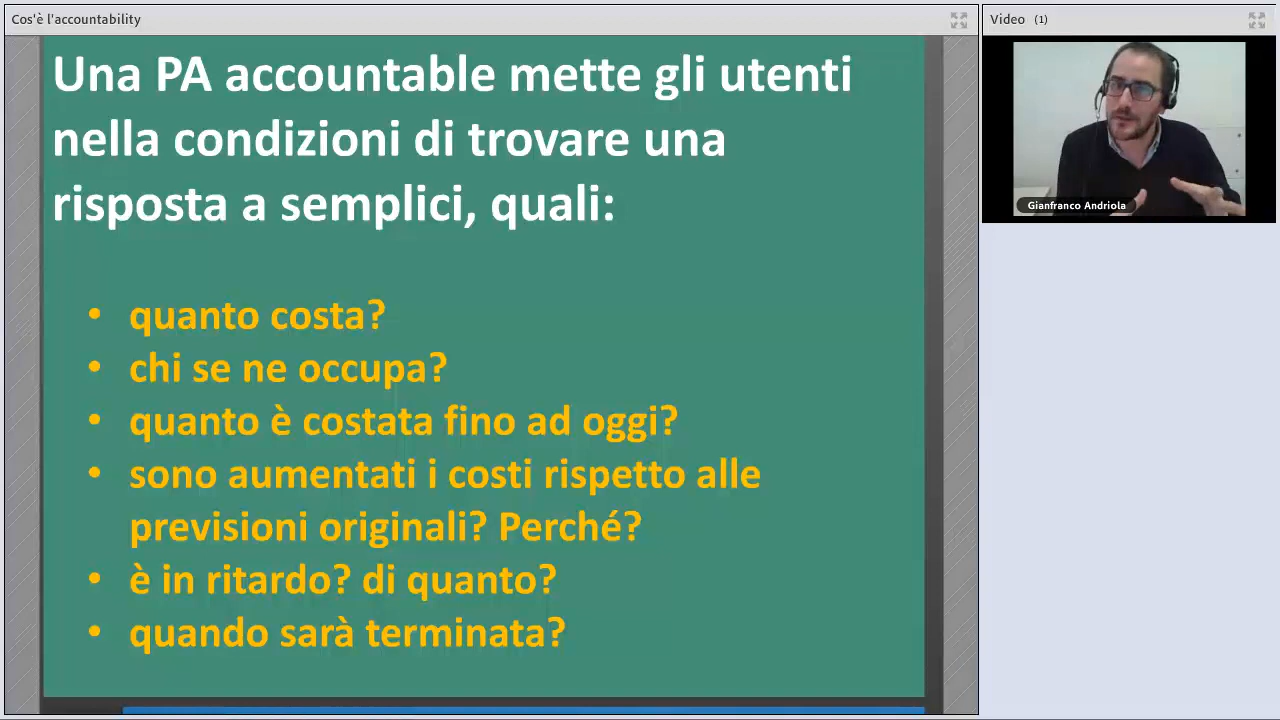 Cos'è l'accountability
Video (1)
Una PA accountable mette gli utenti
nella condizioni di trovare una
risposta a semplici, quali:
• quanto costa?
• chi se ne occupa?
• quanto è costata fino ad oggi?
• sono aumentati i costi rispetto alle
previsioni originali? Perché?
• è in ritardo? di quanto?
• quando sarà terminata?
Gianfranco Andriola